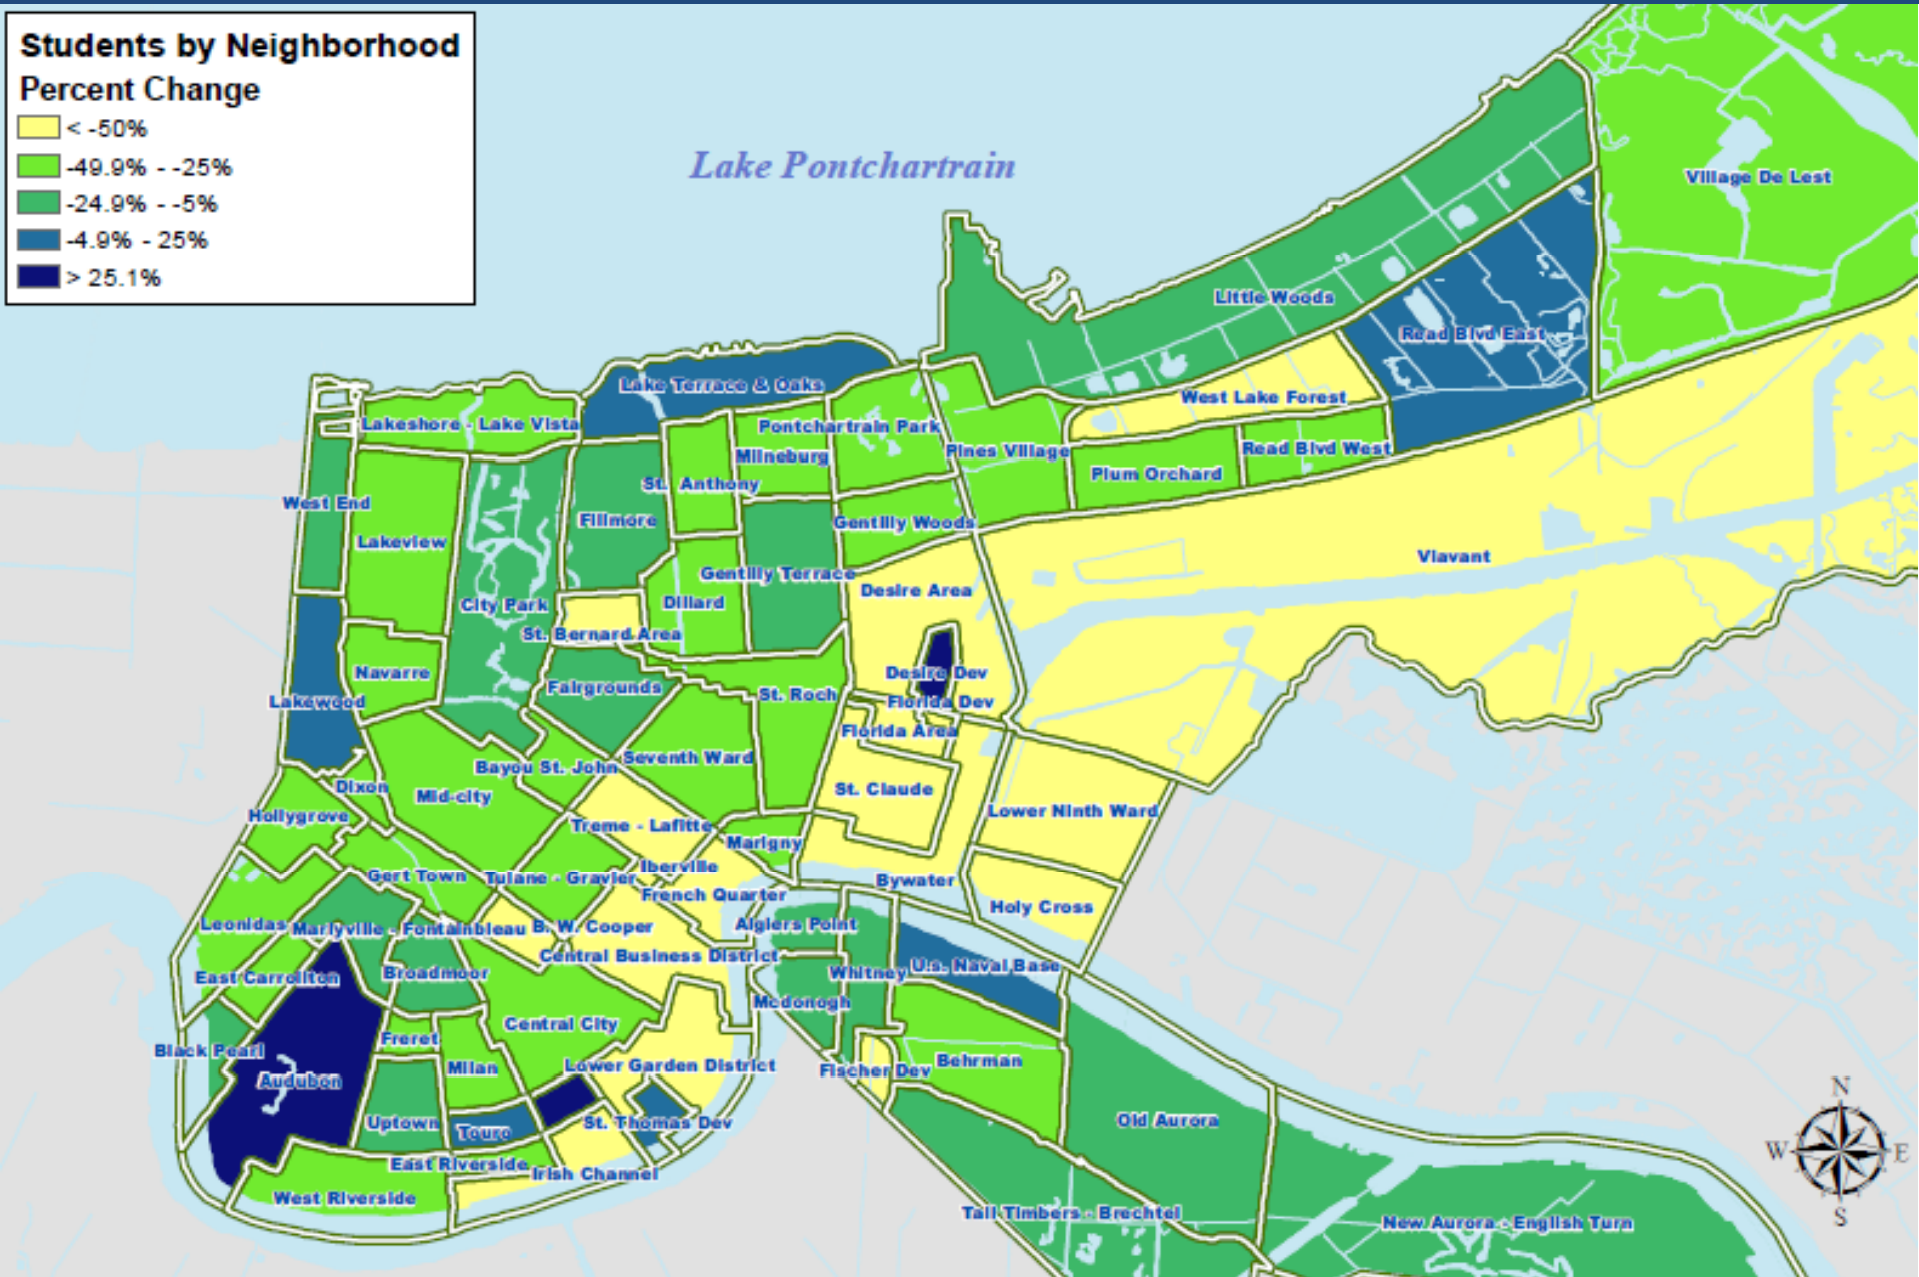 Students by Neighborhood
Percent Change
< -50%
-49.9% - -25%
-24.9% - -5%
-4.9% - 25%
> 25.1%
Lake Pontchartrain
Village De Lest
Little Woods
Read Blvd East
Lake Terrace & Oaks
West Lake Forest
Lakeshore - Lake Vista
Pontchartrain Park
Pines Village
Read Blvd West
Milneburg
Plum Orchard
St. Anthony
West End
Fillmore
Gentilly Woods
Lakeview
Viavant
Gentilly Terrace
Desire Area
City Park
Dillard
St. Bernard Area
Navarre
Desire Dev
Fairgrounds
St. Roch
Lakewood
Florida Dev
Florida Area
Seventh Ward
Bayou St. John
Dixon
Mid-city
St. Claude
Lower Ninth Ward
Hollygrove
Treme - Lafitte
Marigny
Iberville
Gert Town
Tulane - Gravier
Bywater
French Quarter
Holy Cross
Leonidas
Marlyville - Fontainbleau
B. W. Cooper
Algiers Point
Central Business District
East Carrollton
Broadmoor
Whitney
U.s. Naval Base
Mcdonogh
Central City
Freret
Black Pearl
Milan
Lower Garden District
Fischer Dev
Behrman
Audubon
Uptown
Touro
St. Thomas Dev
Old Aurora
East Riverside
Irish Channel
West Riverside
Tall Timbers - Brechtel
New Aurora - English Turn
N
W
E
S